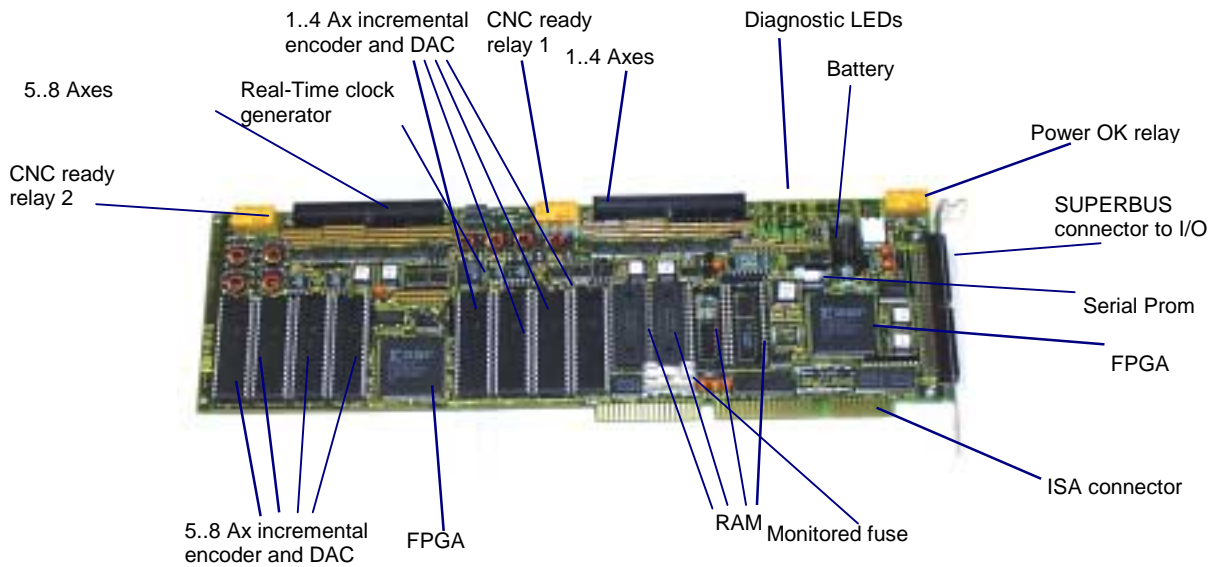 1..4 Ax incremental
encoder and DAC
CNC ready
relay 1
1..4 Axes
Diagnostic LEDs
Battery
5..8 Axes
Real-Time clock
generator
Power OK relay
CNC ready
relay 2
SUPERBUS
connector to I/O
Serial Prom
FPGA
ISA connector
RAM
Monitored fuse
FPGA
5..8 Ax incremental
encoder and DAC